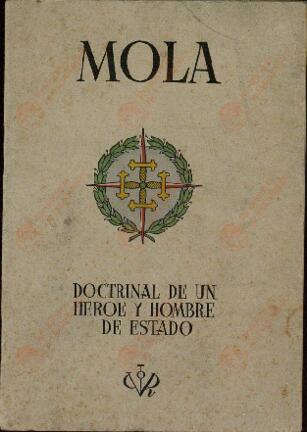 MOLA
DOCTRINAL DE UN
HEROE Y HOMBRE
DE ESTADO